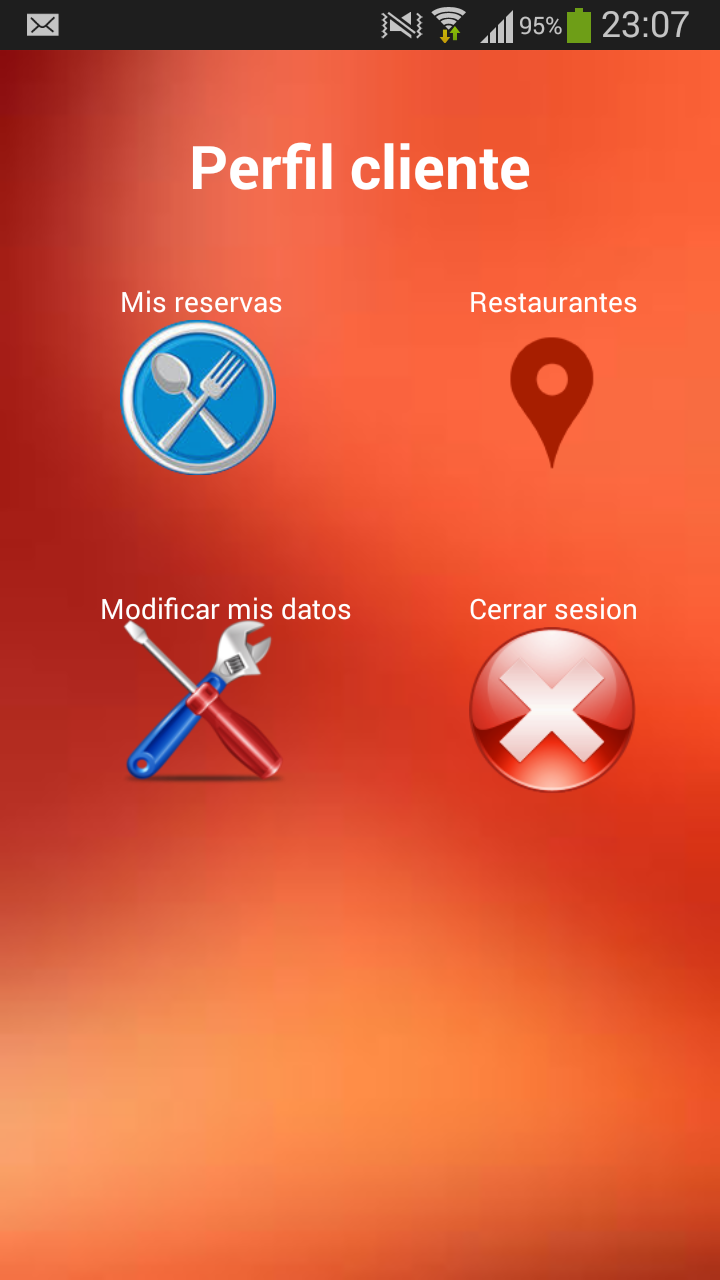 95% 23:07
Perfil cliente
Mis reservas
Restaurantes
Modificar mis datos
Cerrar sesion